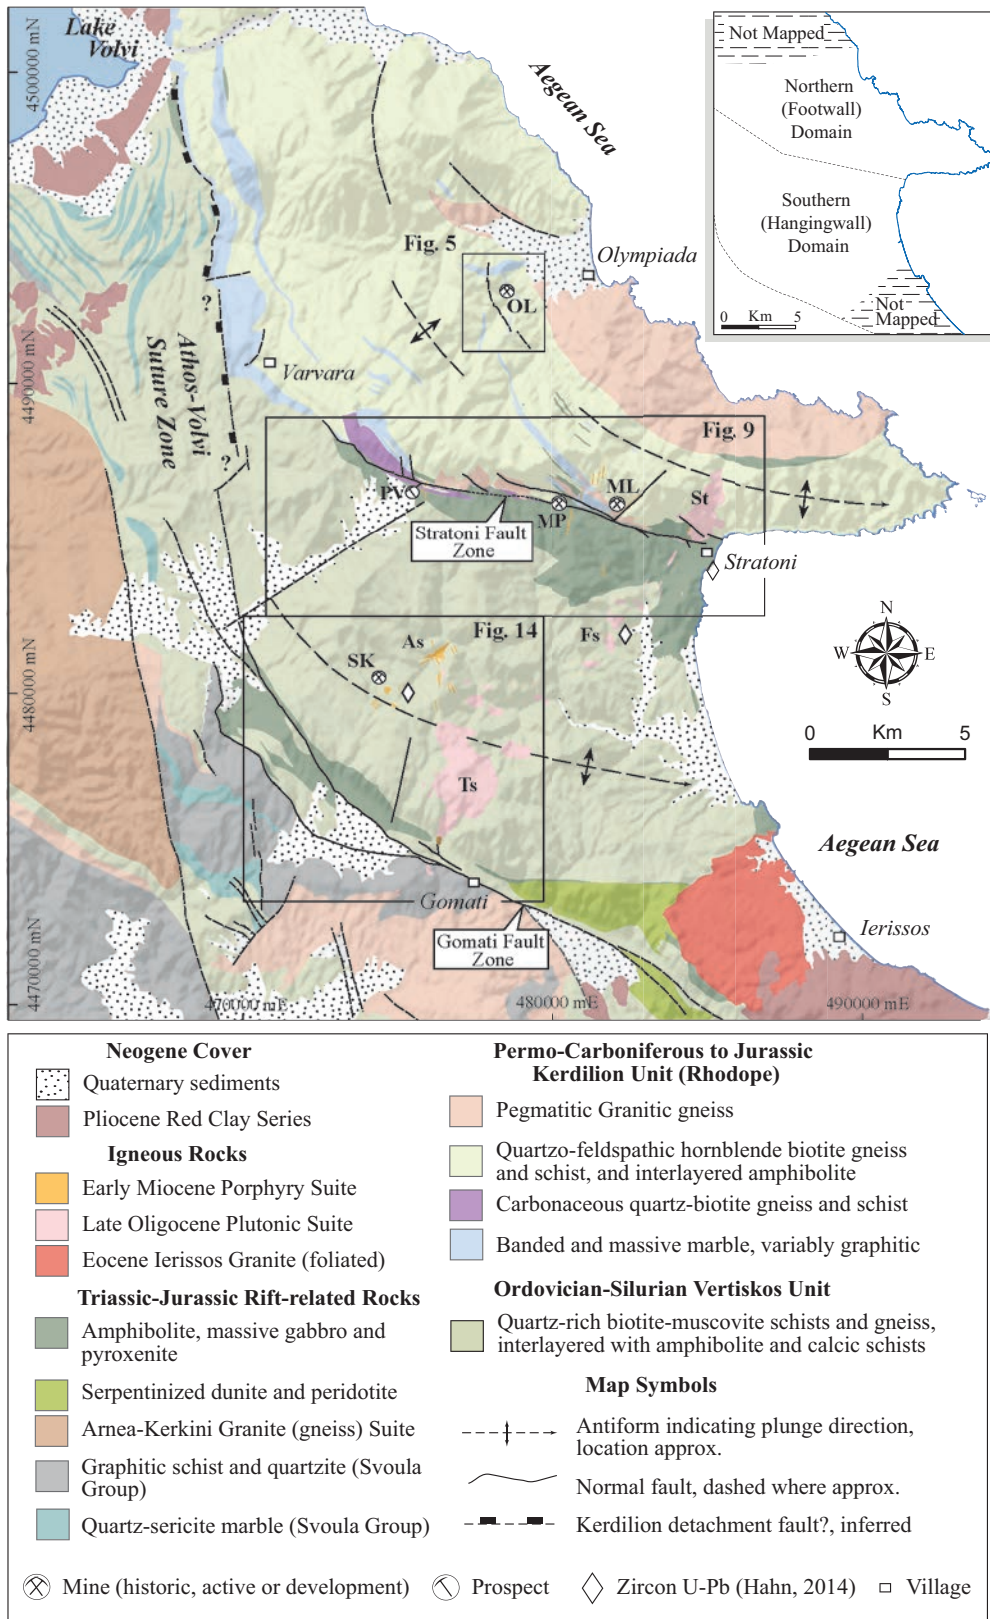 Lake
Volvi
Aegean Sea
Not Mapped
Northern
(Footwall)
Domain
Southern
(Hangingwall)
Domain
Not
Mapped
0 Km 5
4500000 mN
Fig. 5
Olympiada
OL
?
Athos-Volvi
Suture Zone
Varvara
4490000 mN
?
Fig. 9
PV
MP
ML
St
Stratoni Fault
Zone
Stratoni
Fig. 14
As
SK
Fs
N
W E
S
0 Km 5
4480000 mN
Ts
Aegean Sea
Gomati
Gomati Fault
Zone
Ierissos
4470000 mN
470000 mE
480000 mE
490000 mE
Neogene Cover
Quaternary sediments
Pliocene Red Clay Series
Igneous Rocks
Early Miocene Porphyry Suite
Late Oligocene Plutonic Suite
Eocene Ierissos Granite (foliated)
Triassic-Jurassic Rift-related Rocks
Amphibolite, massive gabbro and
pyroxenite
Serpentinized dunite and peridotite
Arnea-Kerkini Granite (gneiss) Suite
Graphitic schist and quartzite (Svoula
Group)
Quartz-sericite marble (Svoula Group)
Permo-Carboniferous to Jurassic
Kerdilion Unit (Rhodope)
Pegmatitic Granitic gneiss
Quartzo-feldspathic hornblende biotite gneiss
and schist, and interlayered amphibolite
Carbonaceous quartz-biotite gneiss and schist
Banded and massive marble, variably graphitic
Ordovician-Silurian Vertiskos Unit
Quartz-rich biotite-muscovite schists and gneiss,
interlayered with amphibolite and calcic schists
Map Symbols
Antiform indicating plunge direction,
location approx.
Normal fault, dashed where approx.
Kerdilion detachment fault?, inferred
Mine (historic, active or development)
Prospect
Zircon U-Pb (Hahn, 2014)
Village